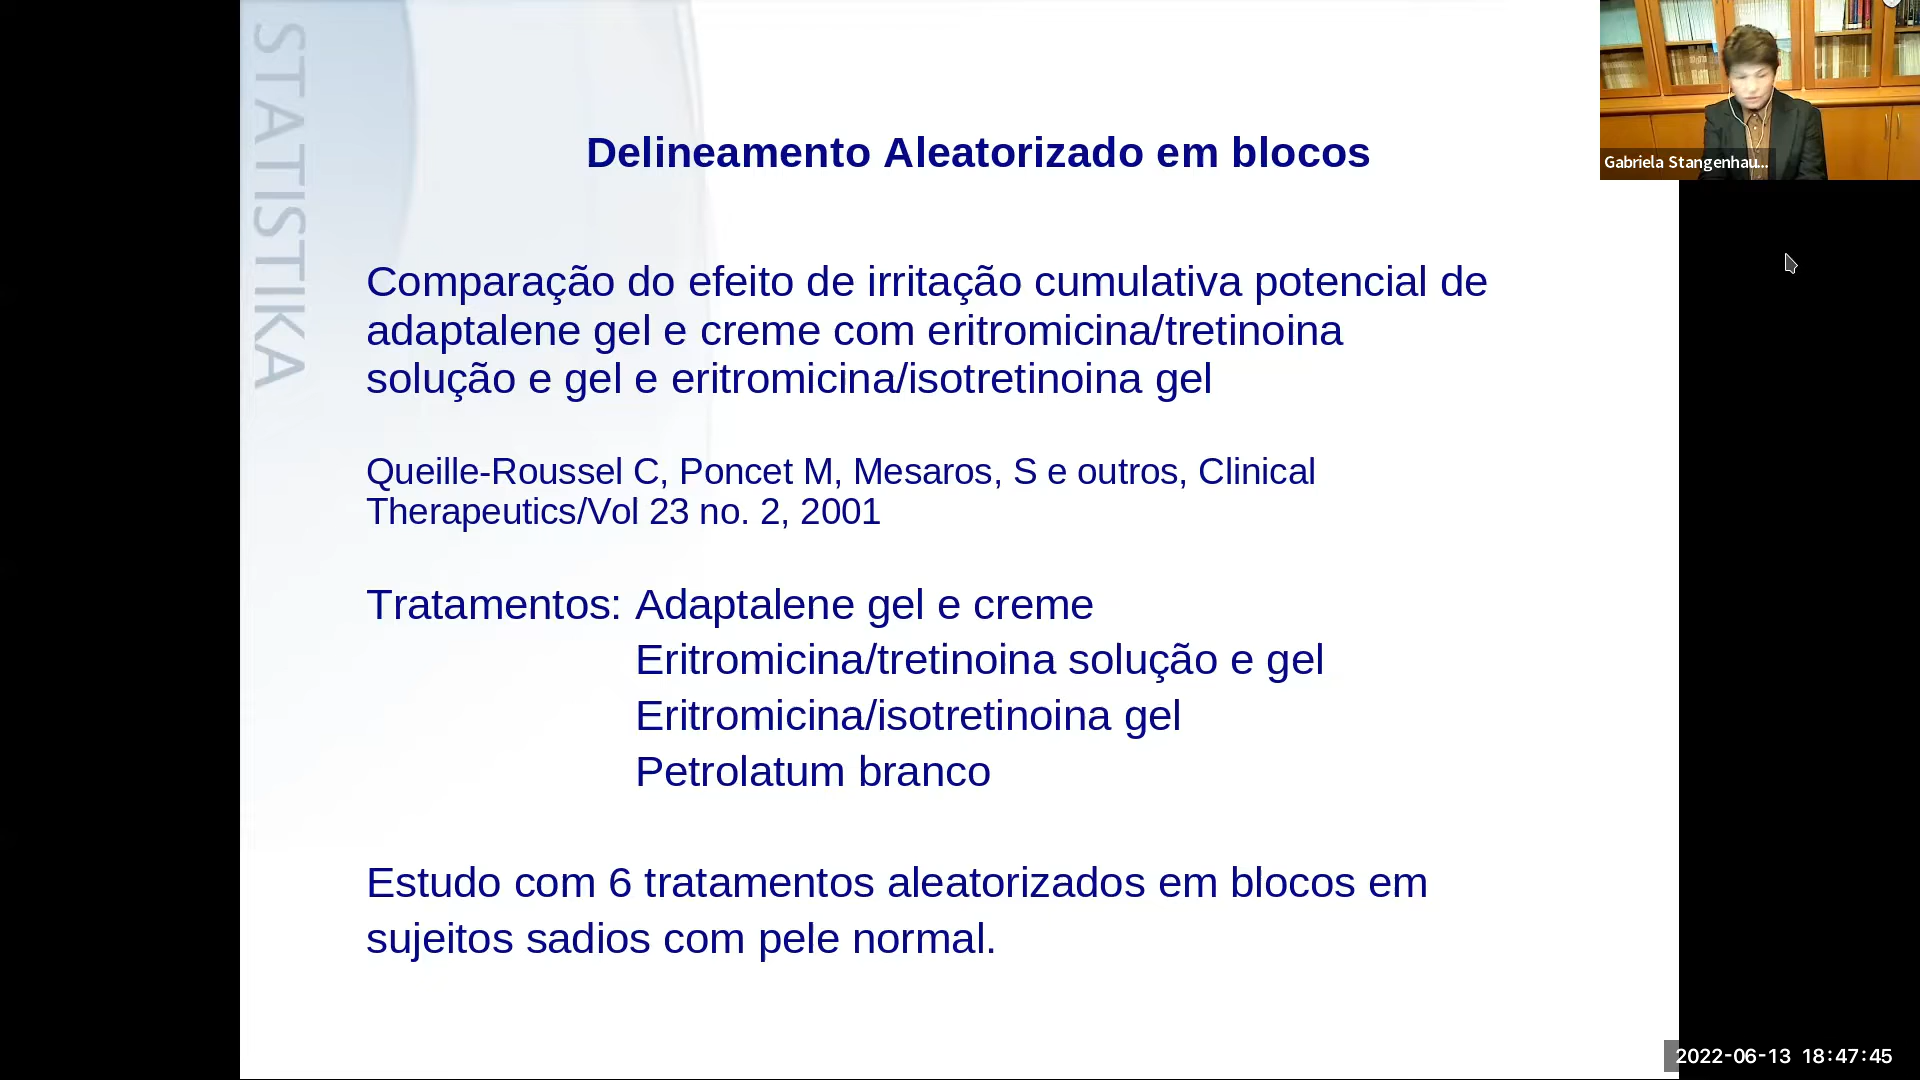 STATISTIKA
Delineamento Aleatorizado em blocos
Comparação do efeito de irritação cumulativa potencial de
adaptalene gel e creme com eritromicina/tretinoina
solução e gel e eritromicina/isotretinoina gel
Queille-Roussel C, Poncet M, Mesaros, S e outros, Clinical
Therapeutics/Vol 23 no. 2, 2001
Tratamentos: Adaptalene gel e creme
Eritromicina/tretinoina solução e gel
Eritromicina/isotretinoina gel
Petrolatum branco
Estudo com 6 tratamentos aleatorizados em blocos em
sujeitos sadios com pele normal.
Gabriela Stangenhau...
2022-06-13 18:47:45